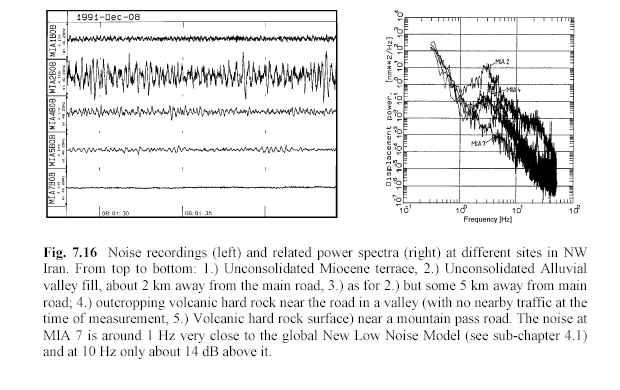 1991-Dec-08
MIA1B08
MIA2B08
MIA4B08
MIA5B08
MIA7B08
08:01:30
08:01:35
Displacement power. [nm**2/Hz]
MIA 2
MIA 4
MIA 7
Frequency [Hz]
Fig. 7.16 Noise recordings (left) and related power spectra (right) at different sites in NW
Iran. From top to bottom: 1.) Unconsolidated Miocene terrace, 2.) Unconsolidated Alluvial
valley fill, about 2 km away from the main road, 3.) as for 2.) but some 5 km away from main
road; 4.) outcropping volcanic hard rock near the road in a valley (with no nearby traffic at the
time of measurement, 5.) Volcanic hard rock surface) near a mountain pass road. The noise at
MIA 7 is around 1 Hz very close to the global New Low Noise Model (see sub-chapter 4.1)
and at 10 Hz only about 14 dB above it.